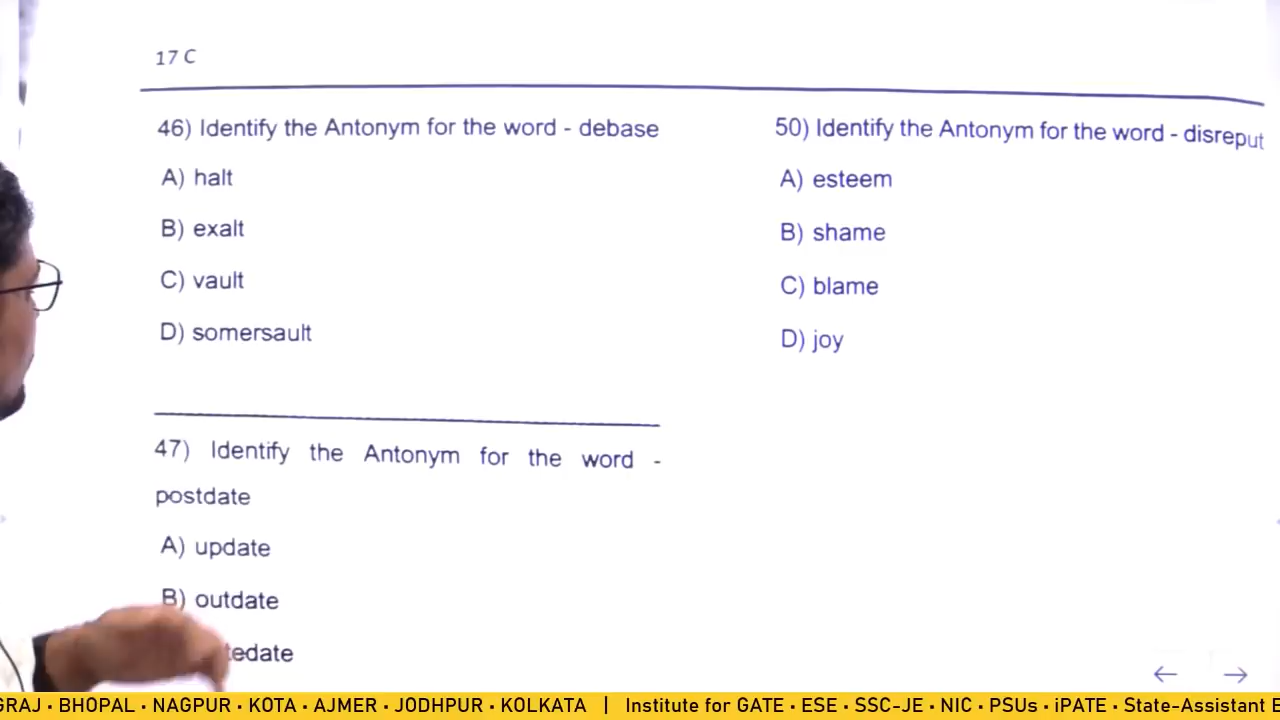 17 C
46) Identify the Antonym for the word - debase
A) halt
B) exalt
C) vault
D) somersault
47) Identify the Antonym for the word -
postdate
A) update
B) outdate
50) Identify the Antonym for the word - disreput
A) esteem
B) shame
C) blame
D) joy
GRAJ • BHOPAL • NAGPUR • KOTA • AJMER • JODHPUR • KOLKATA | Institute for GATE • ESE • SSC-JE • NIC • PSUs • iPATE • State-Assistant E